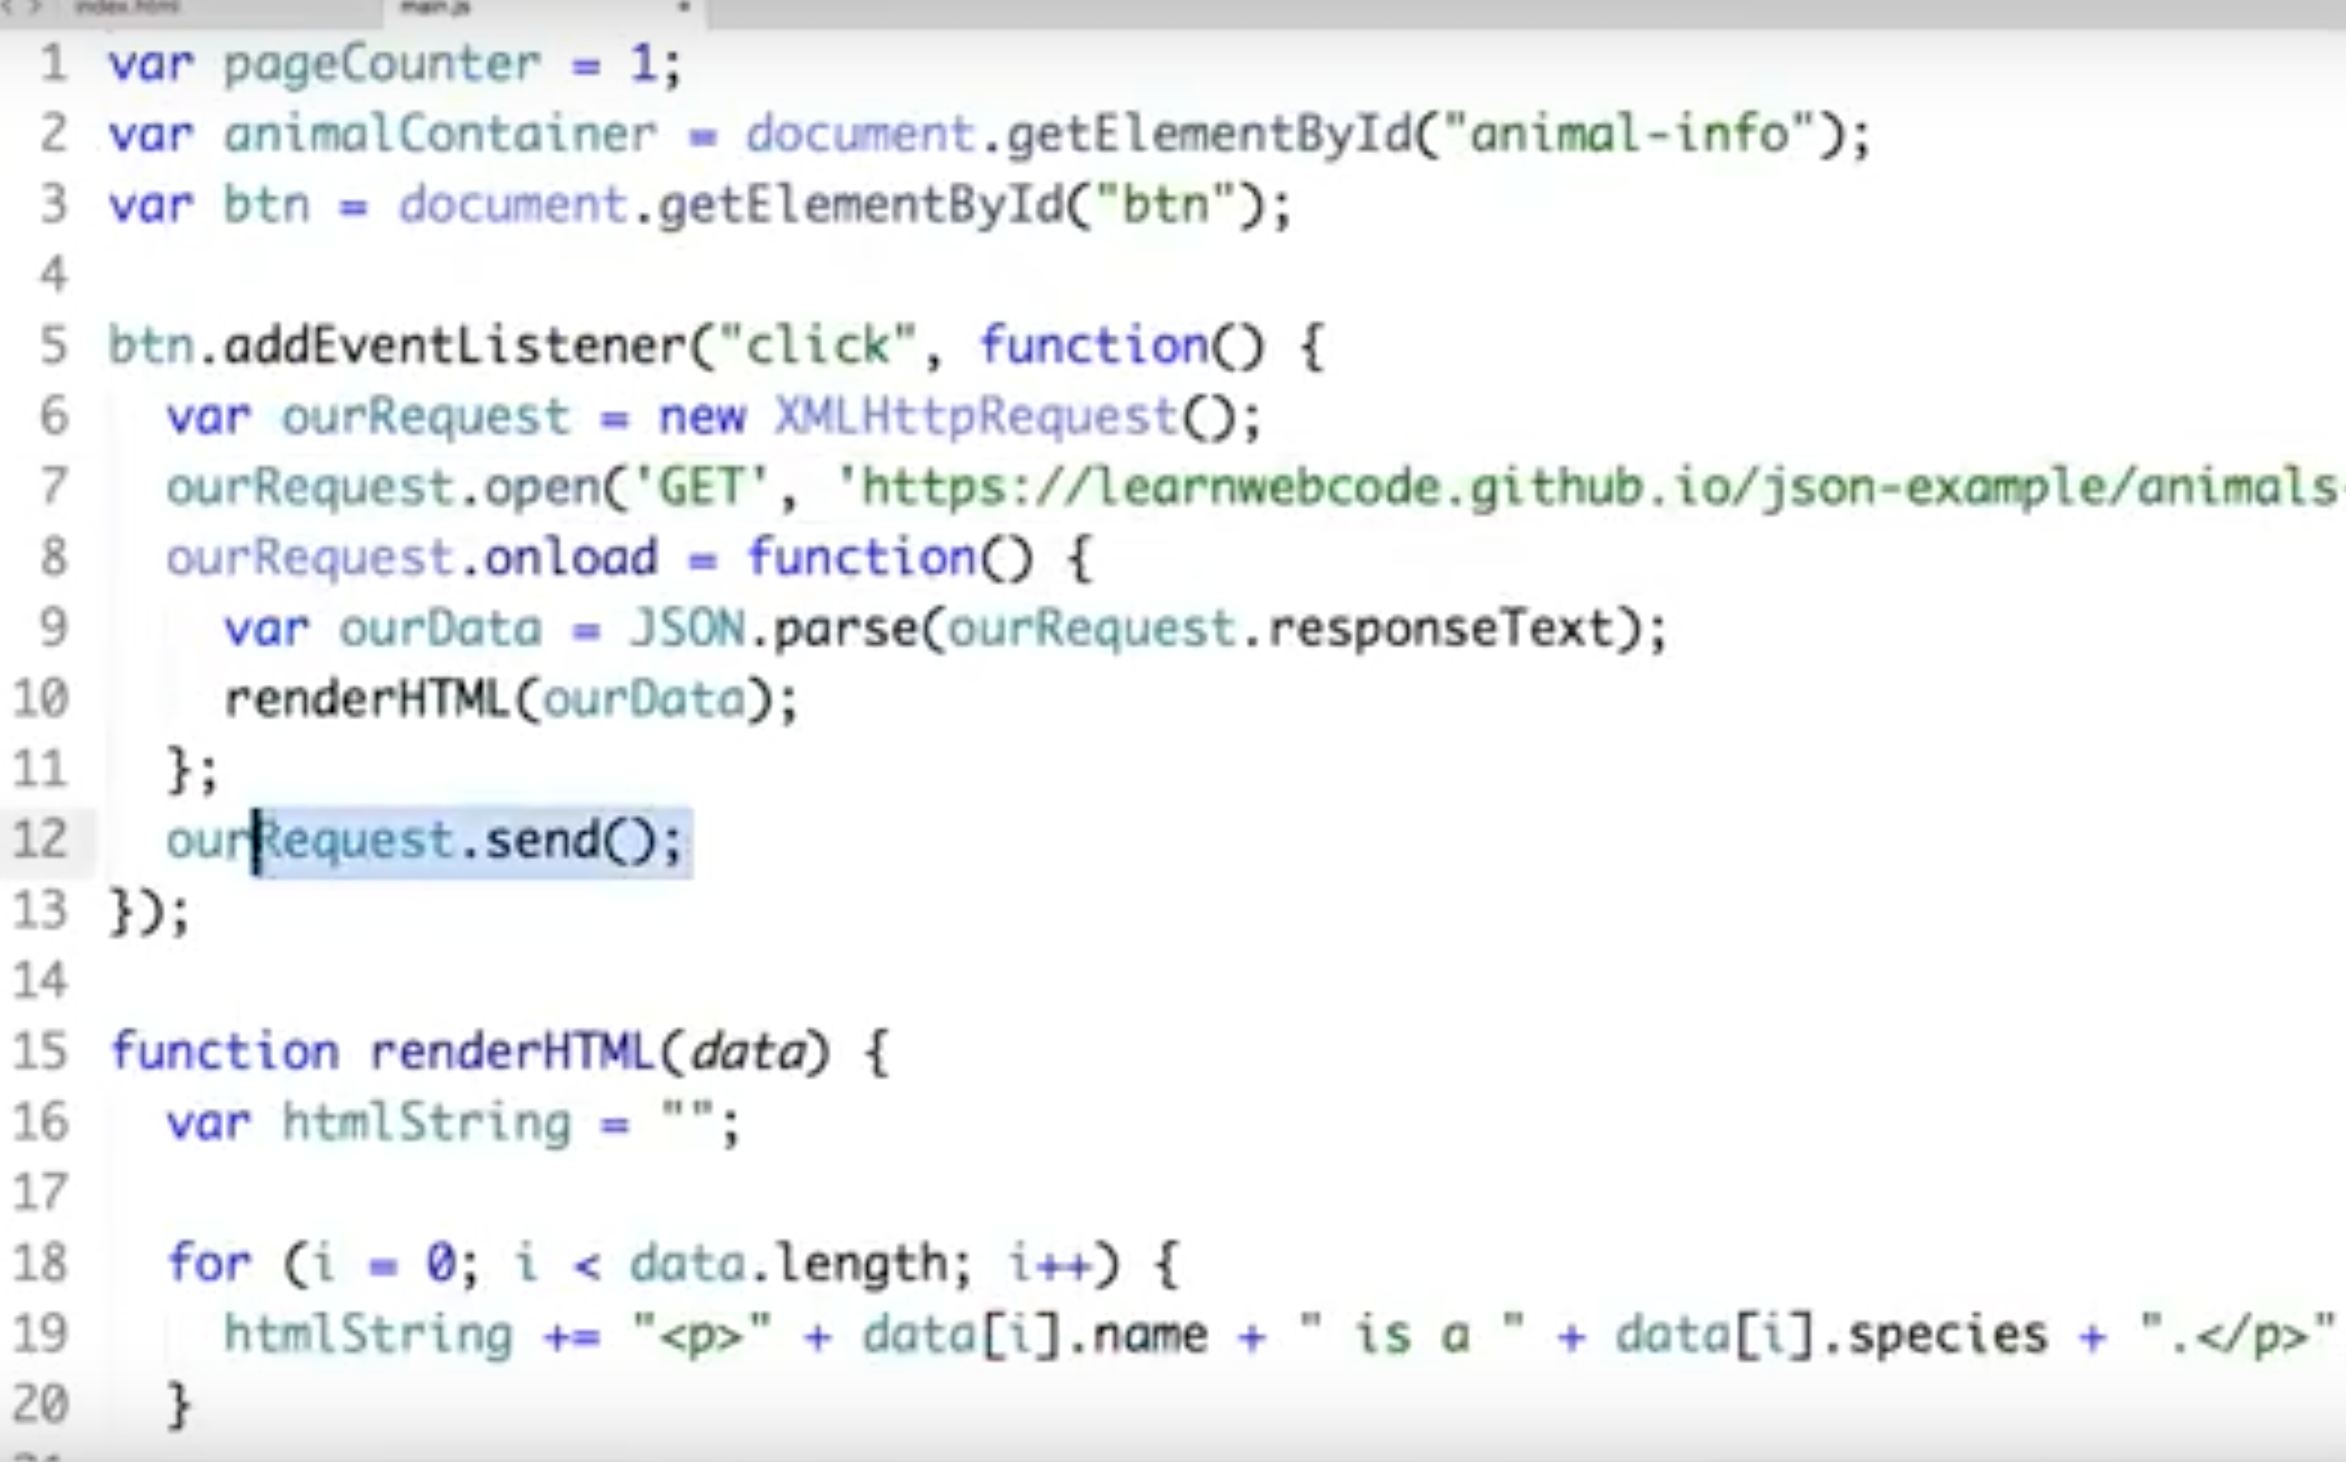 index.html main.js
1 var pageCounter = 1;
2 var animalContainer = document.getElementById("animal-info");
3 var btn = document.getElementById("btn");
4
5 btn.addEventListener("click", function() {
6 var ourRequest = new XMLHttpRequest();
7 ourRequest.open('GET', 'https://learnwebcode.github.io/json-example/animals-
8 ourRequest.onload = function() {
9 var ourData = JSON.parse(ourRequest.responseText);
10 renderHTML(ourData);
11 };
12 ourRequest.send();
13 });
14
15 function renderHTML(data) {
16 var htmlString = "";
17
18 for (i = 0; i < data.length; i++) {
19 htmlString += "<p>" + data[i].name + " is a " + data[i].species + ".</p>"
20 }